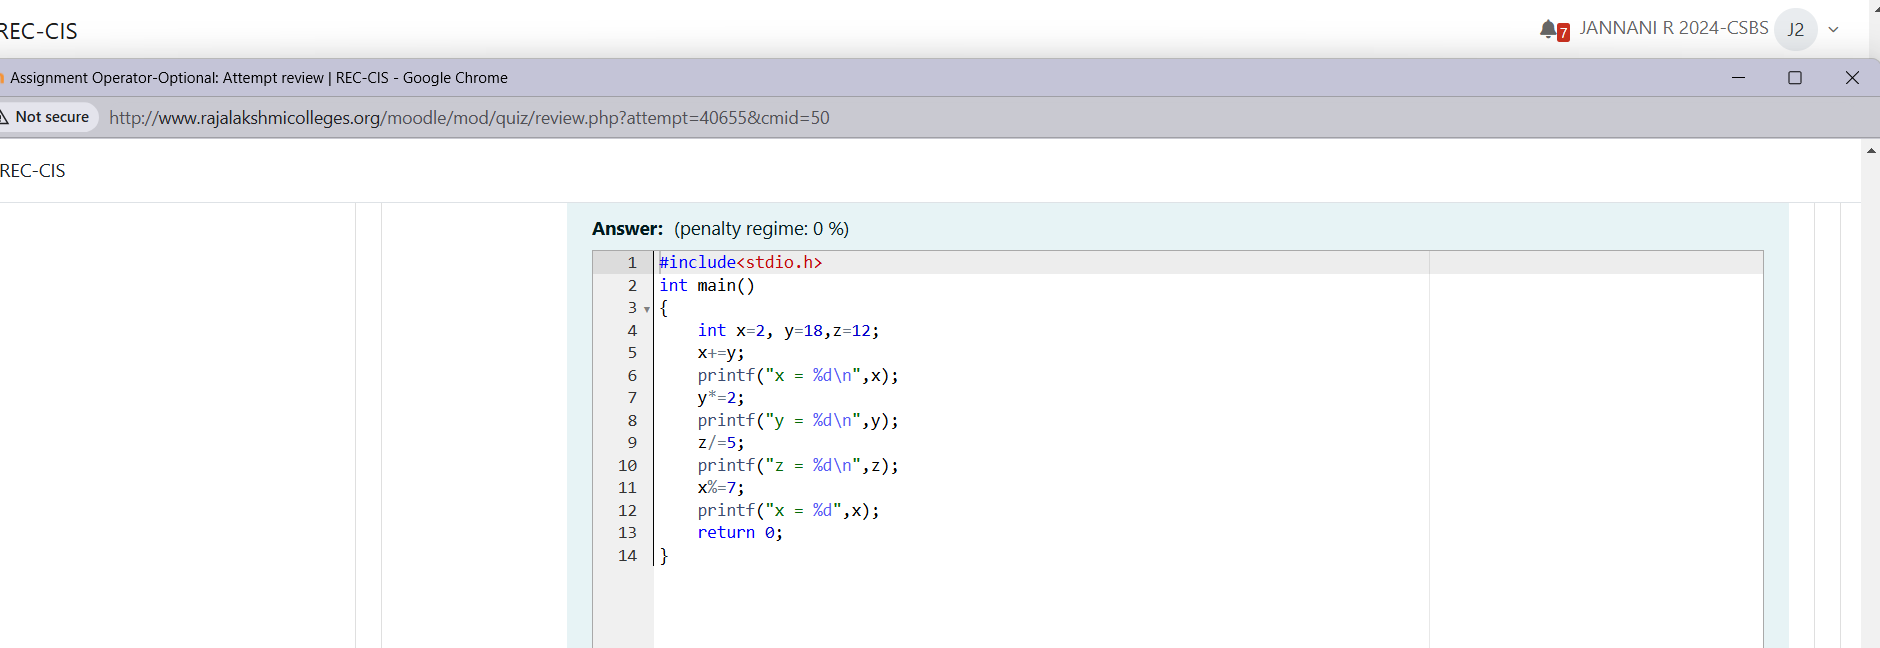 REC-CIS
7 JANNANI R 2024-CSBS J2
Assignment Operator-Optional: Attempt review | REC-CIS - Google Chrome
Not secure http://www.rajalakshmicolleges.org/moodle/mod/quiz/review.php?attempt=40655&cmid=50
REC-CIS
Answer: (penalty regime: 0 %)
1 #include<stdio.h>
2 int main()
3 {
4     int x=2, y=18,z=12;
5     x+=y;
6     printf("x = %d\n",x);
7     y*=2;
8     printf("y = %d\n",y);
9     z/=5;
10     printf("z = %d\n",z);
11     x%=7;
12     printf("x = %d",x);
13     return 0;
14 }